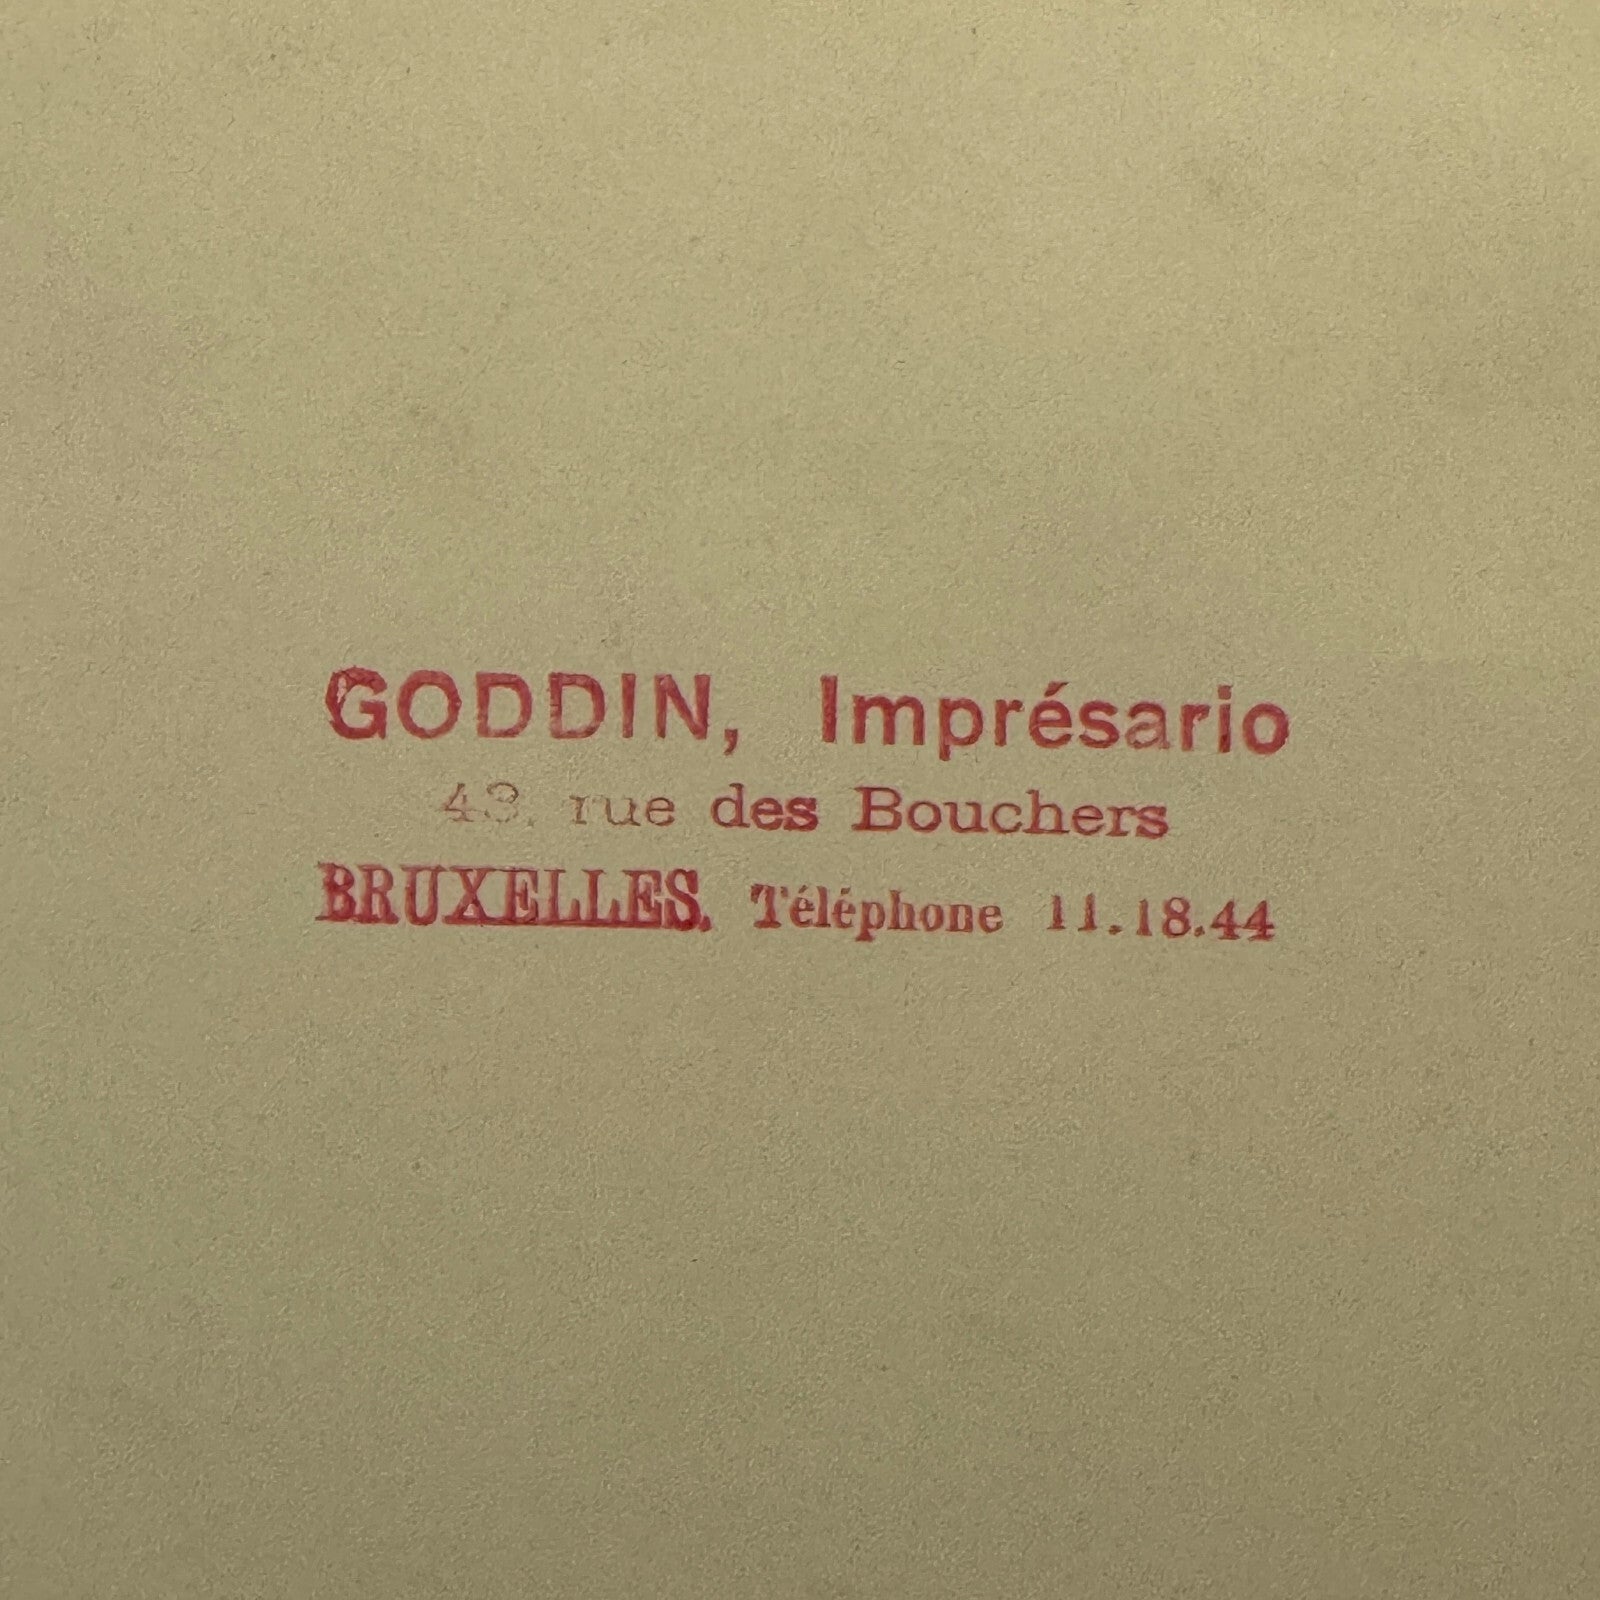 GODDIN, Imprésario
43, rue des Bouchers
BRUXELLES. Téléphone 11.18.44